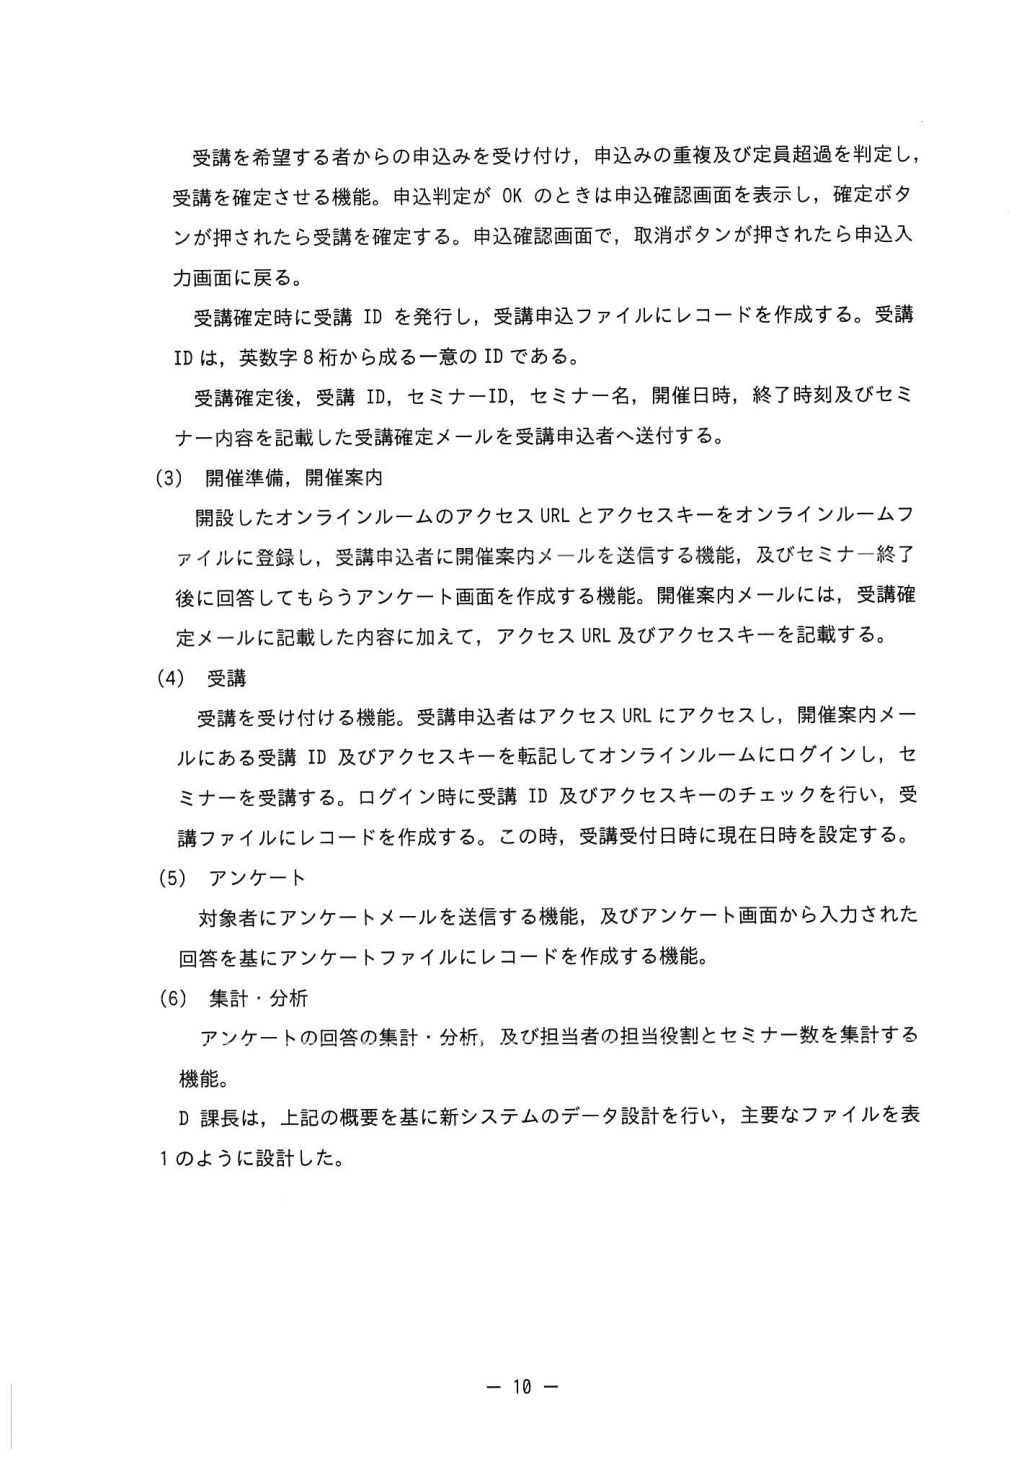 受講を希望する者からの申込みを受け付け，申込みの重複及び定員超過を判定し，
受講を確定させる機能。申込判定が OK のときは申込確認画面を表示し，確定ボタ
ンが押されたら受講を確定する。申込確認画面で，取消ボタンが押されたら申込入
力画面に戻る。
受講確定時に受講 ID を発行し，受講申込ファイルにレコードを作成する。受講
ID は，英数字 8 桁から成る一意の ID である。
受講確定後，受講 ID，セミナーID，セミナー名，開催日時，終了時刻及びセミ
ナー内容を記載した受講確定メールを受講申込者へ送付する。
(3) 開催準備，開催案内
開設したオンラインルームのアクセス URL とアクセスキーをオンラインルームフ
ァイルに登録し，受講申込者に開催案内メールを送信する機能，及びセミナー終了
後に回答してもらうアンケート画面を作成する機能。開催案内メールには，受講確
定メールに記載した内容に加えて，アクセス URL 及びアクセスキーを記載する。
(4) 受講
受講を受け付ける機能。受講申込者はアクセス URL にアクセスし，開催案内メー
ルにある受講 ID 及びアクセスキーを転記してオンラインルームにログインし，セ
ミナーを受講する。ログイン時に受講 ID 及びアクセスキーのチェックを行い，受
講ファイルにレコードを作成する。この時，受講受付日時に現在日時を設定する。
(5) アンケート
対象者にアンケートメールを送信する機能，及びアンケート画面から入力された
回答を基にアンケートファイルにレコードを作成する機能。
(6) 集計・分析
アンケートの回答の集計・分析，及び担当者の担当役割とセミナー数を集計する
機能。
D 課長は，上記の概要を基に新システムのデータ設計を行い，主要なファイルを表
1 のように設計した。
― 10 ―